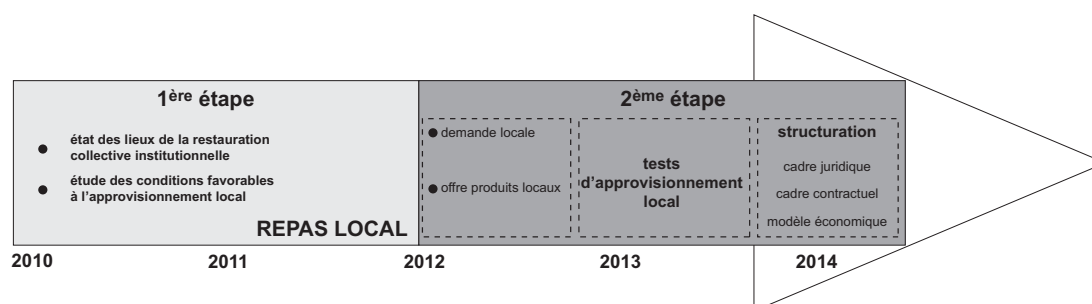 1ère étape
état des lieux de la restauration
collective institutionnelle
étude des conditions favorables
à l'approvisionnement local
REPAS LOCAL
2ème étape
demande locale
offre produits locaux
tests
d'approvisionnement
local
structuration
cadre juridique
cadre contractuel
modèle économique
2010
2011
2012
2013
2014